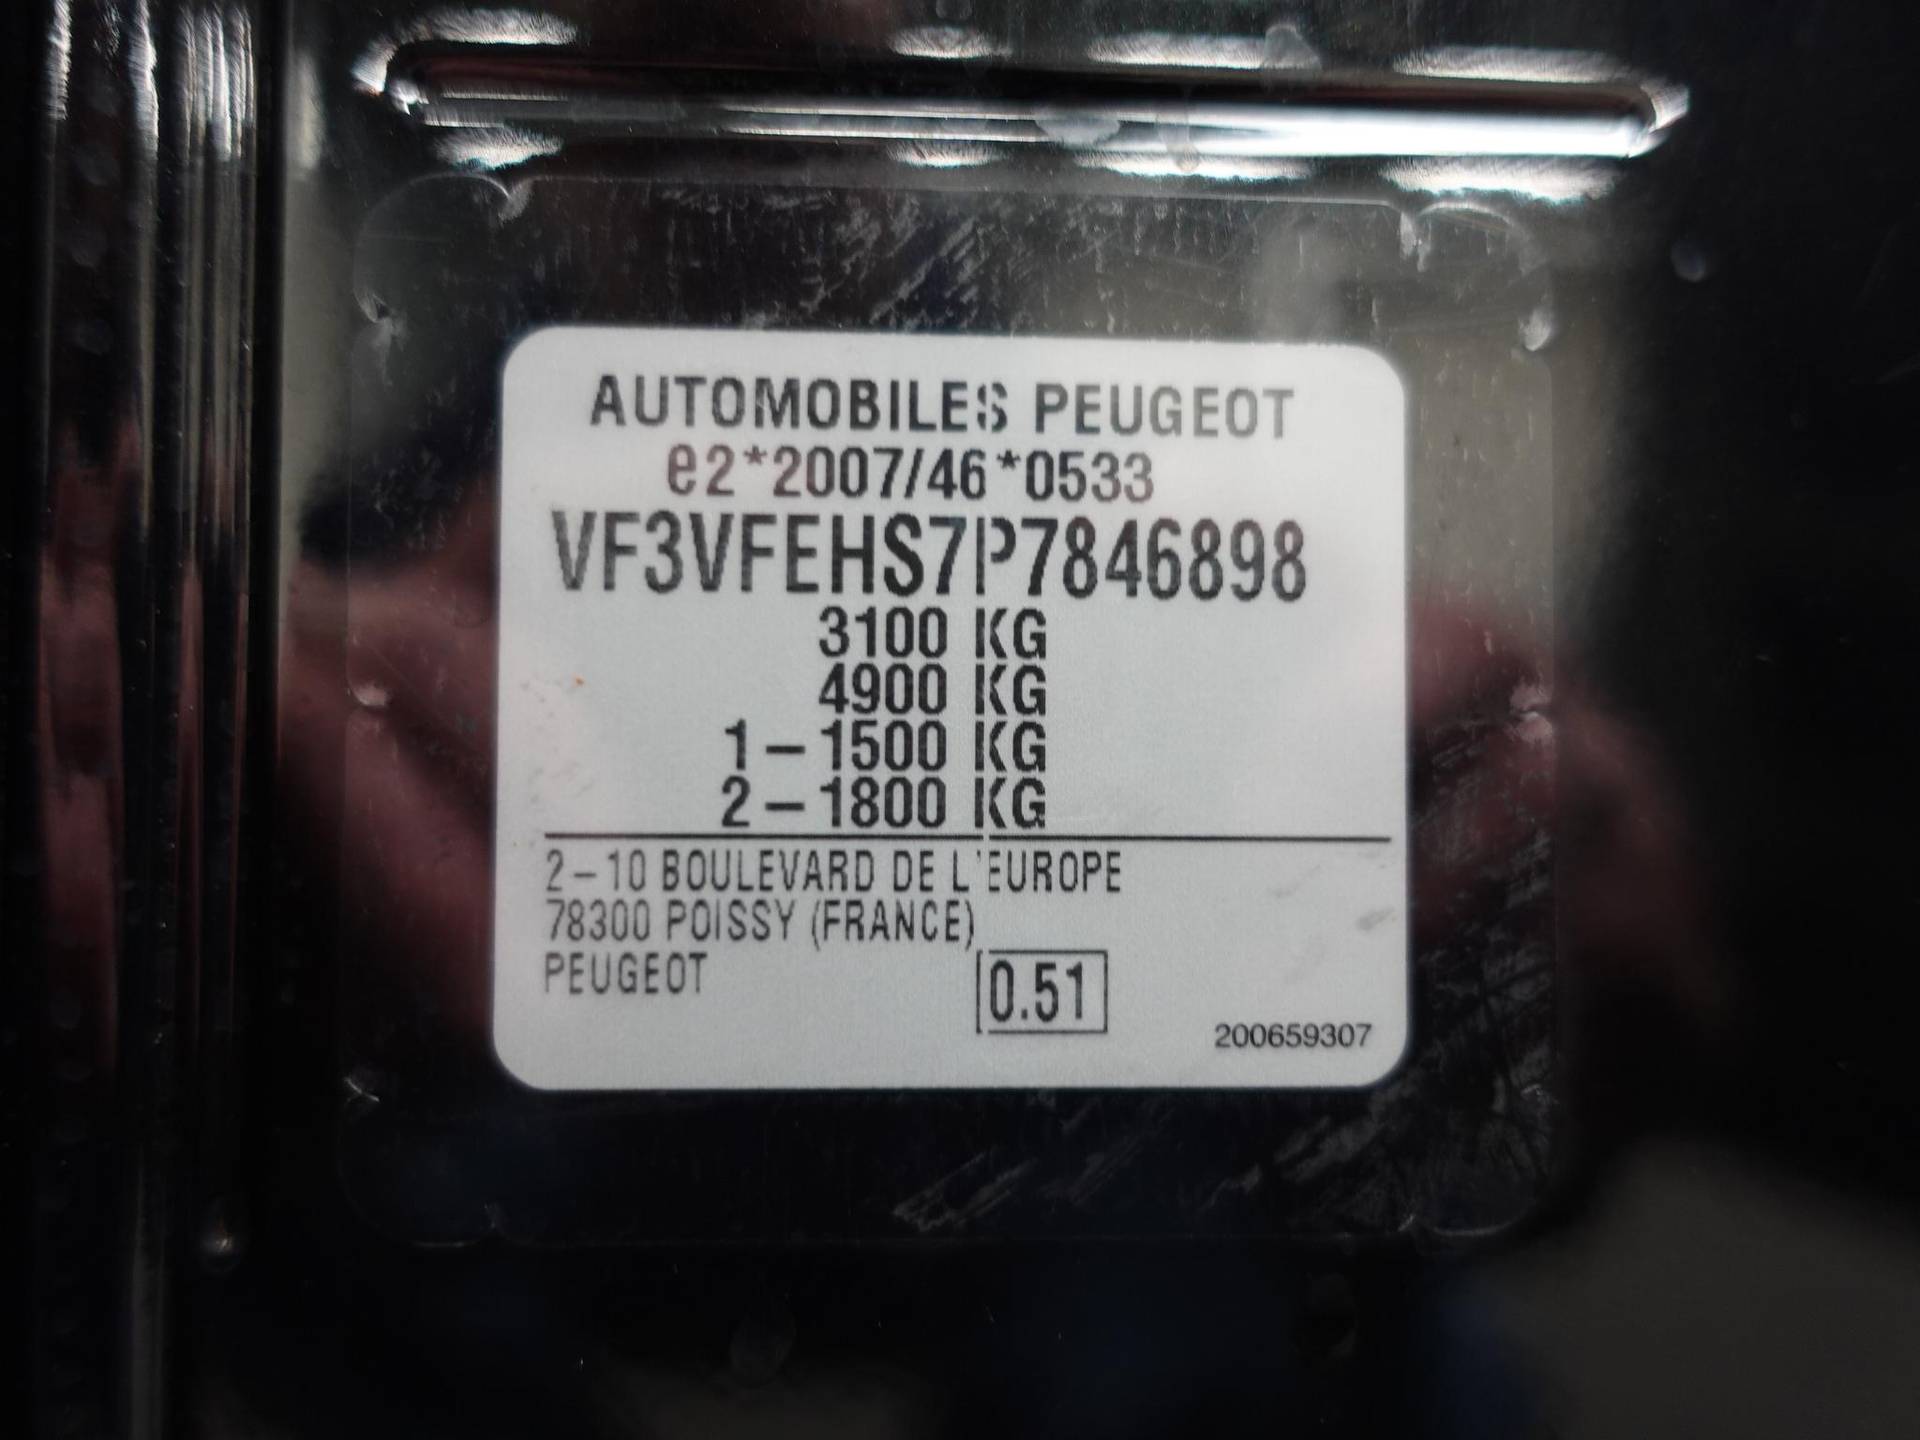 AUTOMOBILES PEUGEOT
e2*2007/46*0533
VF3VFEHS7P7846898
3100 KG
4900 KG
1-1500 KG
2-1800 KG
2-10 BOULEVARD DE L'EUROPE
78300 POISSY (FRANCE)
PEUGEOT
0.51
200659307